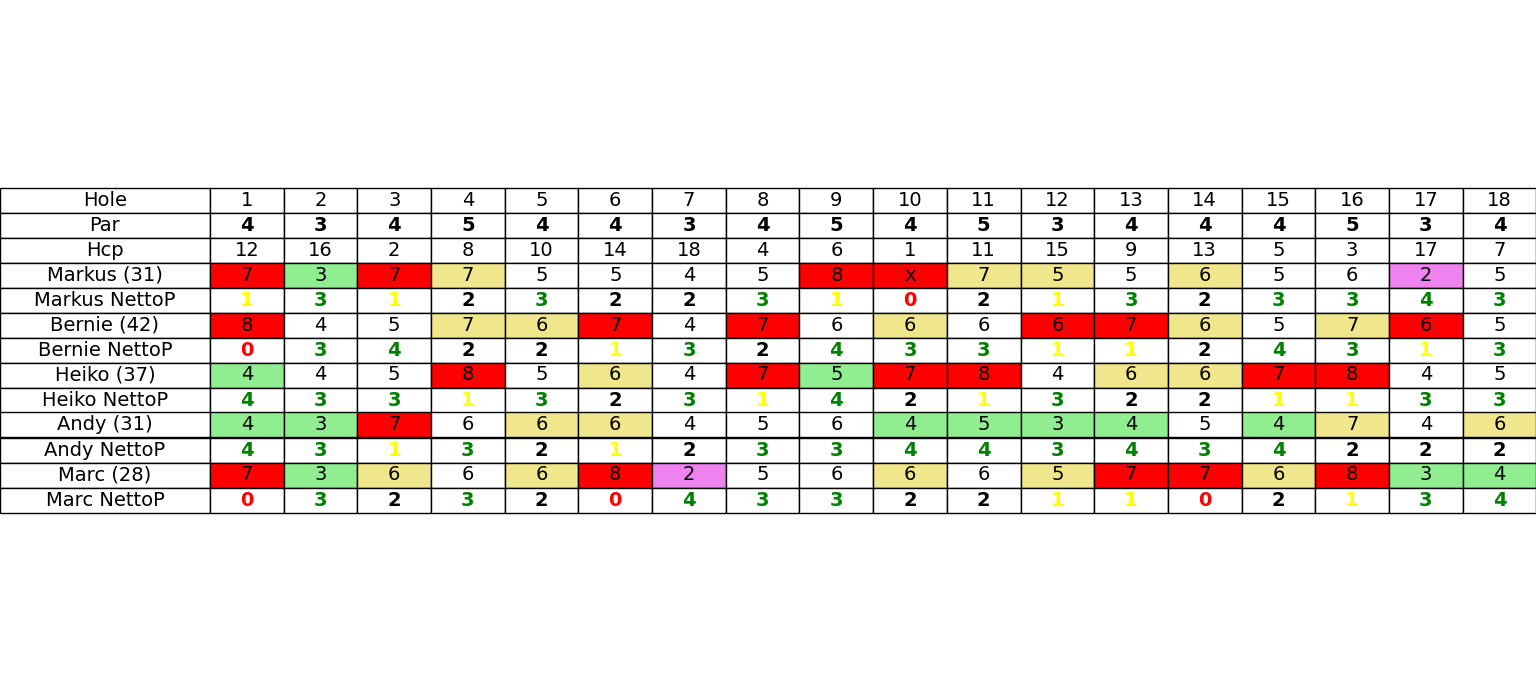 Hole 1 2 3 4 5 6 7 8 9 10 11 12 13 14 15 16 17 18
Par 4 3 4 5 4 4 3 4 5 4 5 3 4 4 4 5 3 4
Hcp 12 16 2 8 10 14 18 4 6 1 11 15 9 13 5 3 17 7
Markus (31) 7 3 7 7 5 5 4 5 8 x 7 5 5 6 5 6 2 5
Markus NettoP 1 3 1 2 3 2 2 3 1 0 2 1 3 2 3 3 4 3
Bernie (42) 8 4 5 7 6 7 4 7 6 6 6 6 7 6 5 7 6 5
Bernie NettoP 0 3 4 2 2 1 3 2 4 3 3 1 1 2 4 3 1 3
Heiko (37) 4 4 5 8 5 6 4 7 5 7 8 4 6 6 7 8 4 5
Heiko NettoP 4 3 3 1 3 2 3 1 4 2 1 3 2 2 1 1 3 3
Andy (31) 4 3 7 6 6 6 4 5 6 4 5 3 4 5 4 7 4 6
Andy NettoP 4 3 1 3 2 1 2 3 3 4 4 3 4 3 4 2 2 2
Marc (28) 7 3 6 6 6 8 2 5 6 6 6 5 7 7 6 8 3 4
Marc NettoP 0 3 2 3 2 0 4 3 3 2 2 1 1 0 2 1 3 4